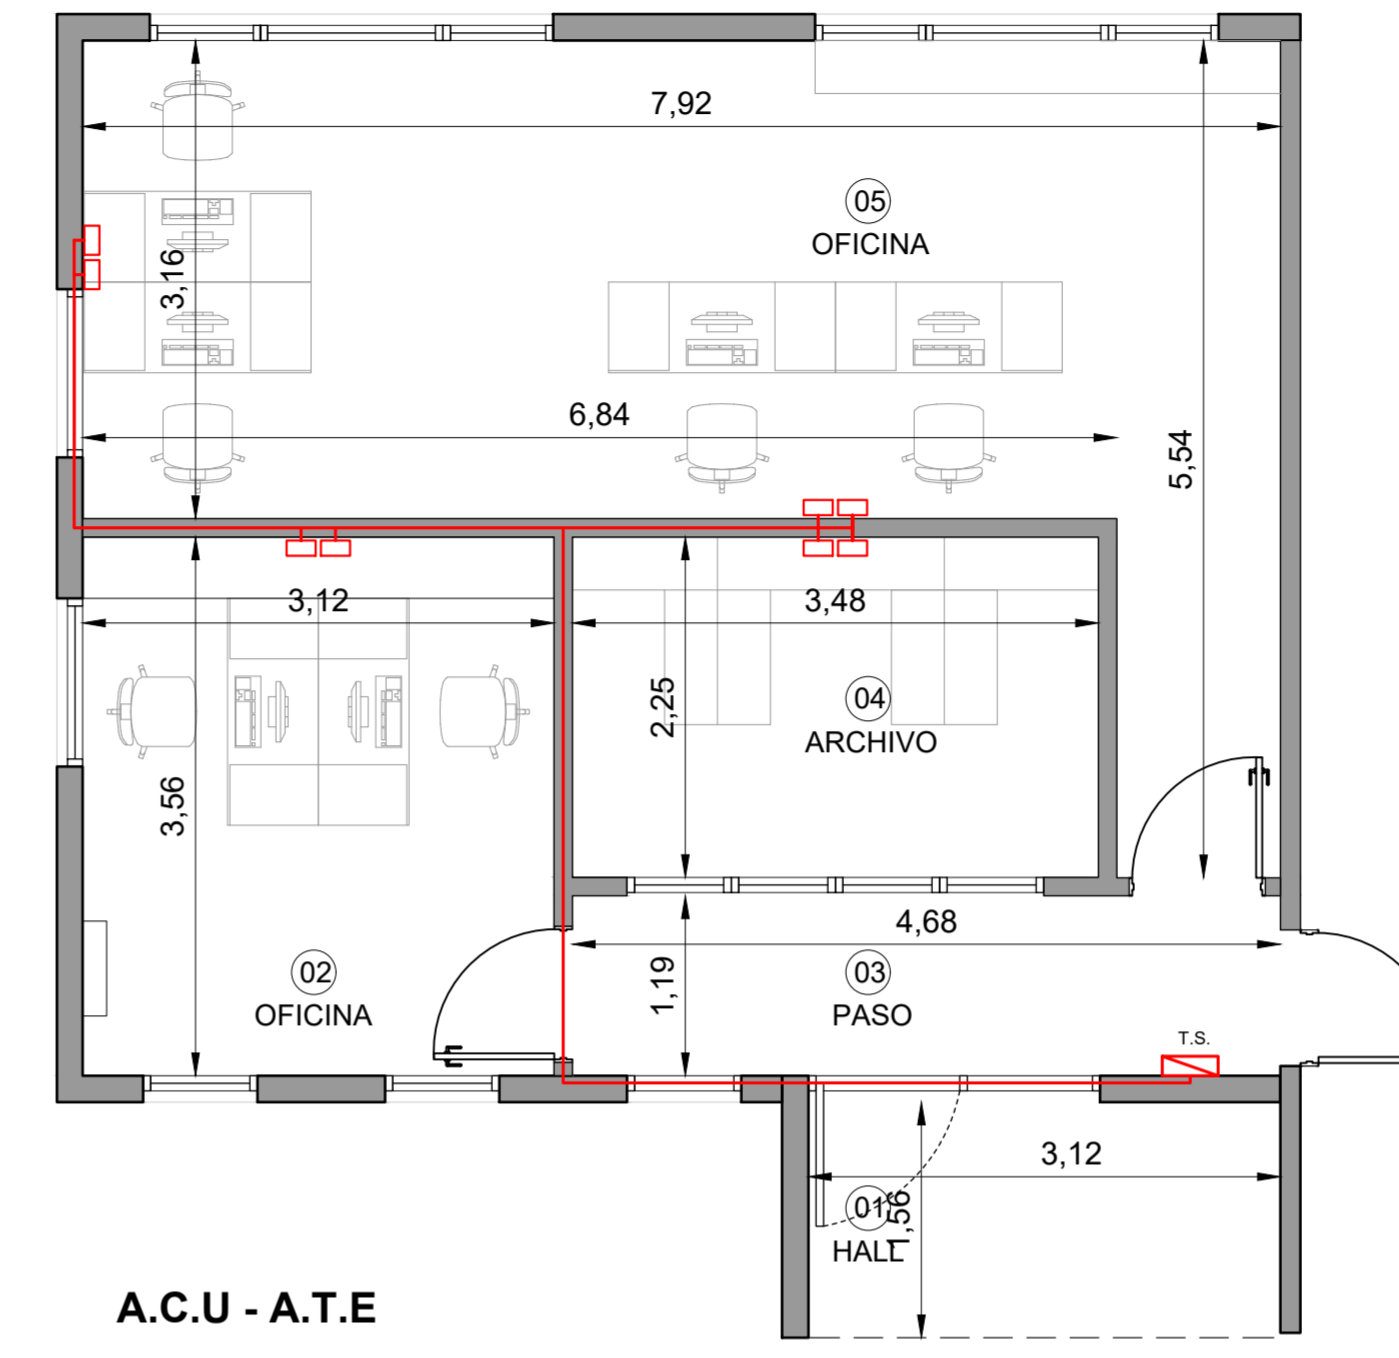 7,92
05
OFICINA
3,16
6,84
5,54
3,12
3,48
2,25
04
ARCHIVO
3,56
4,68
02
OFICINA
1,19
03
PASO
T.S.
3,12
01
1,56
HALL
A.C.U - A.T.E